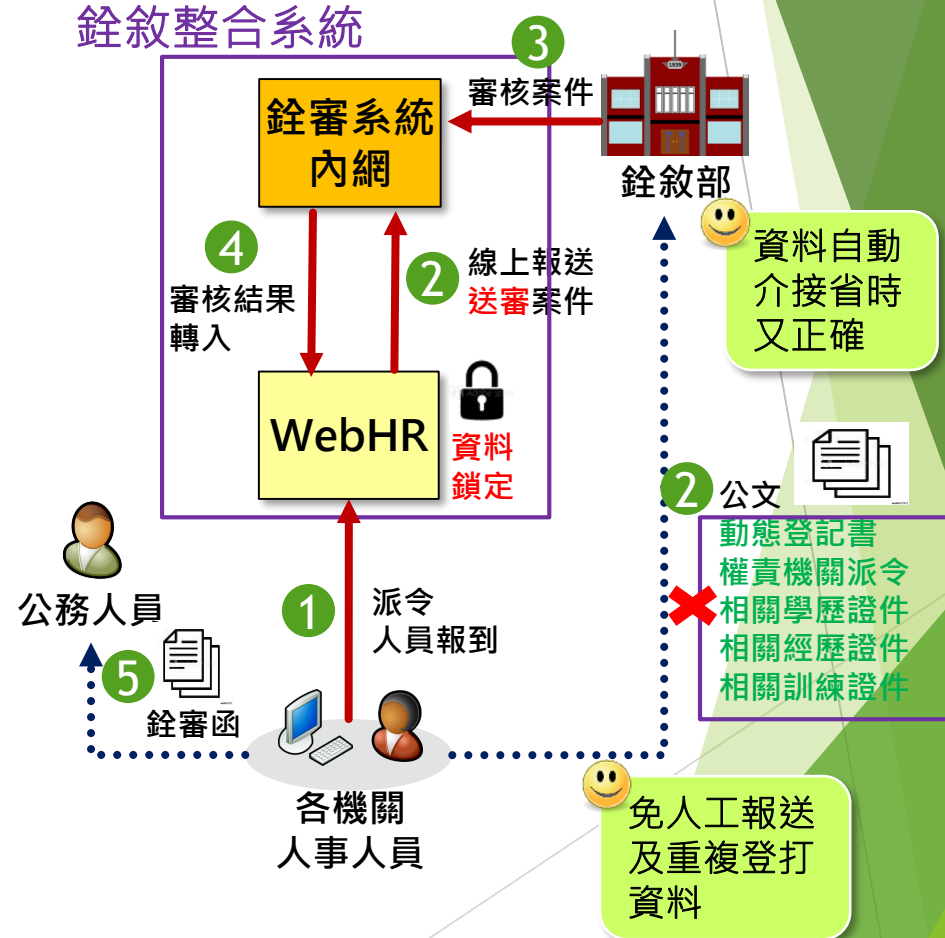 銓敘整合系統
3
審核案件
銓審系統
內網
1939
銓敘部
資料自動
介接省時
又正確
4
審核結果
轉入
2
線上報送
送審案件
WebHR
資料
鎖定
2
公文
動態登記書
權責機關派令
相關學歷證件
相關經歷證件
相關訓練證件
公務人員
1
派令
人員報到
5
銓審函
各機關
人事人員
免人工報送
及重複登打
資料